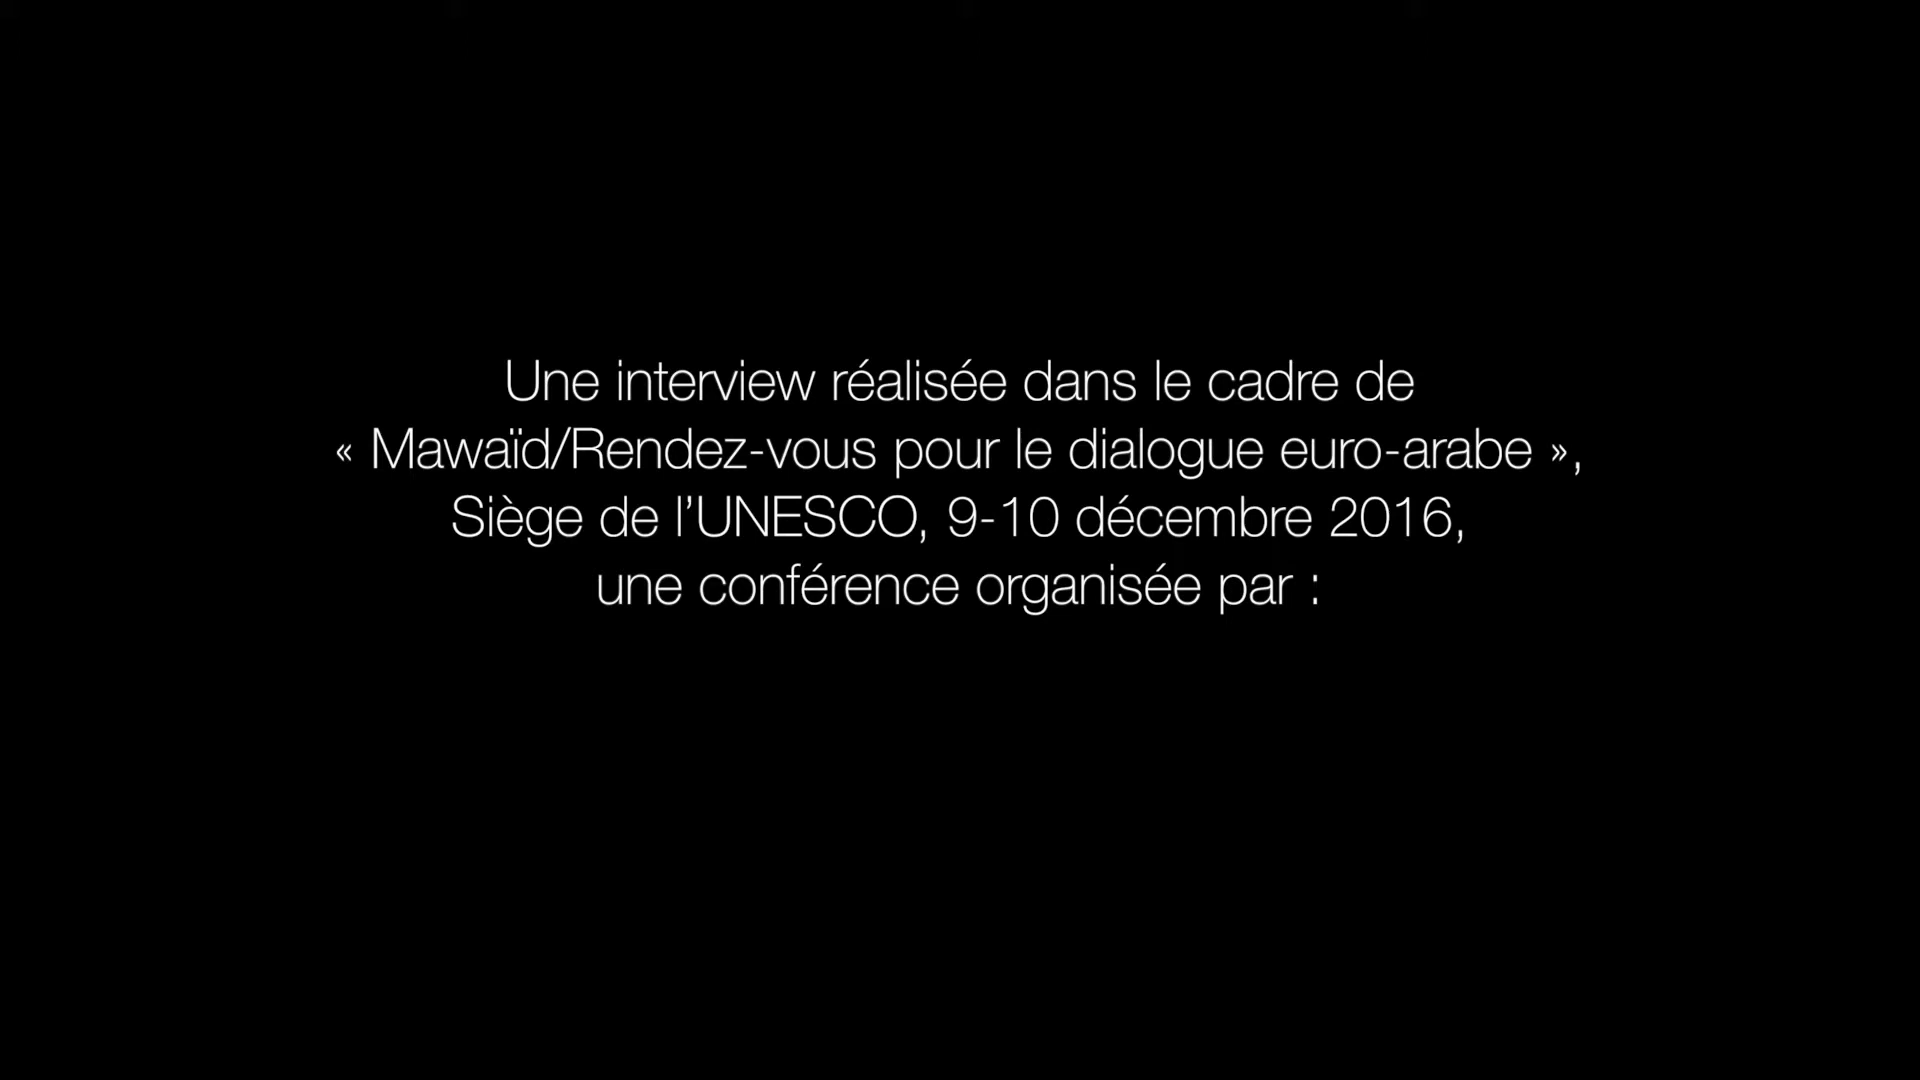 Une interview réalisée dans le cadre de
« Mawaïd/Rendez-vous pour le dialogue euro-arabe »,
Siège de l’UNESCO, 9-10 décembre 2016,
une conférence organisée par :